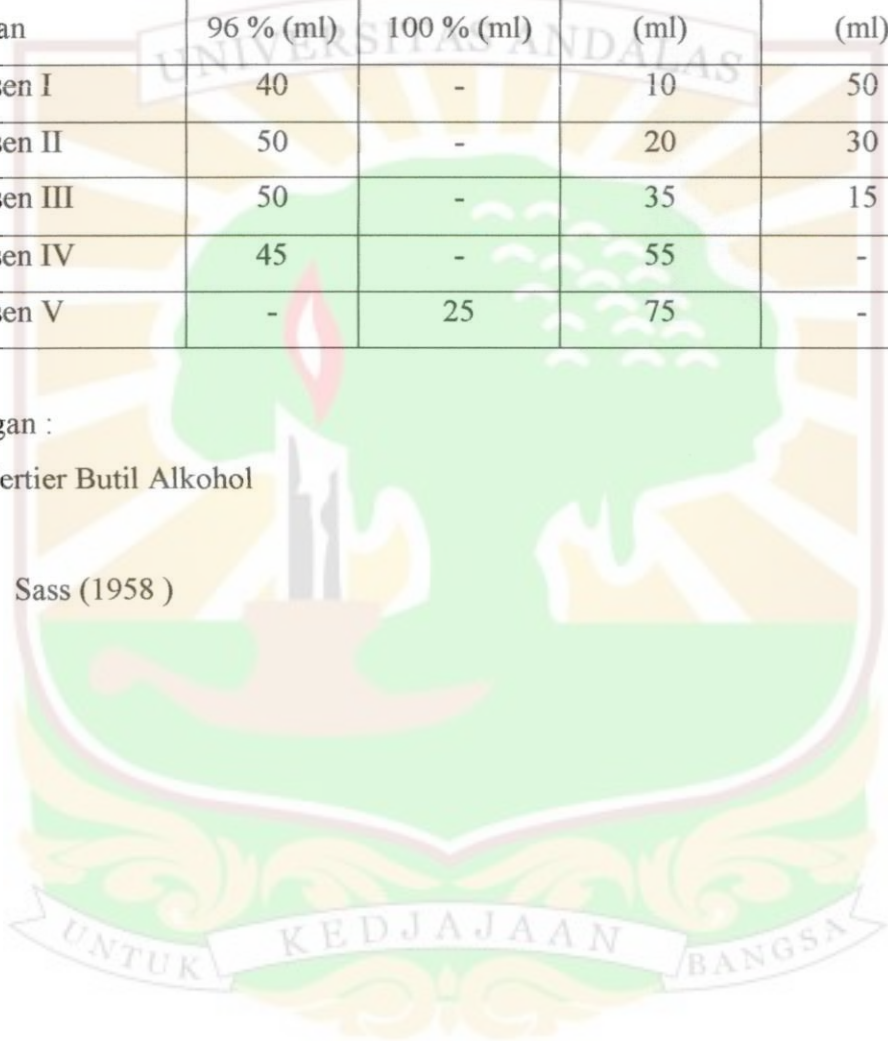 an 96 % (ml) 100 % (ml) (ml) (ml)
UNIVERSITAS ANDALAS
sen I 40 - 10 50
sen II 50 - 20 30
sen III 50 - 35 15
sen IV 45 - 55 -
sen V - 25 75 -
gan :
ertier Butil Alkohol
Sass (1958 )
UNTUK KEDJAJAAN BANGSA